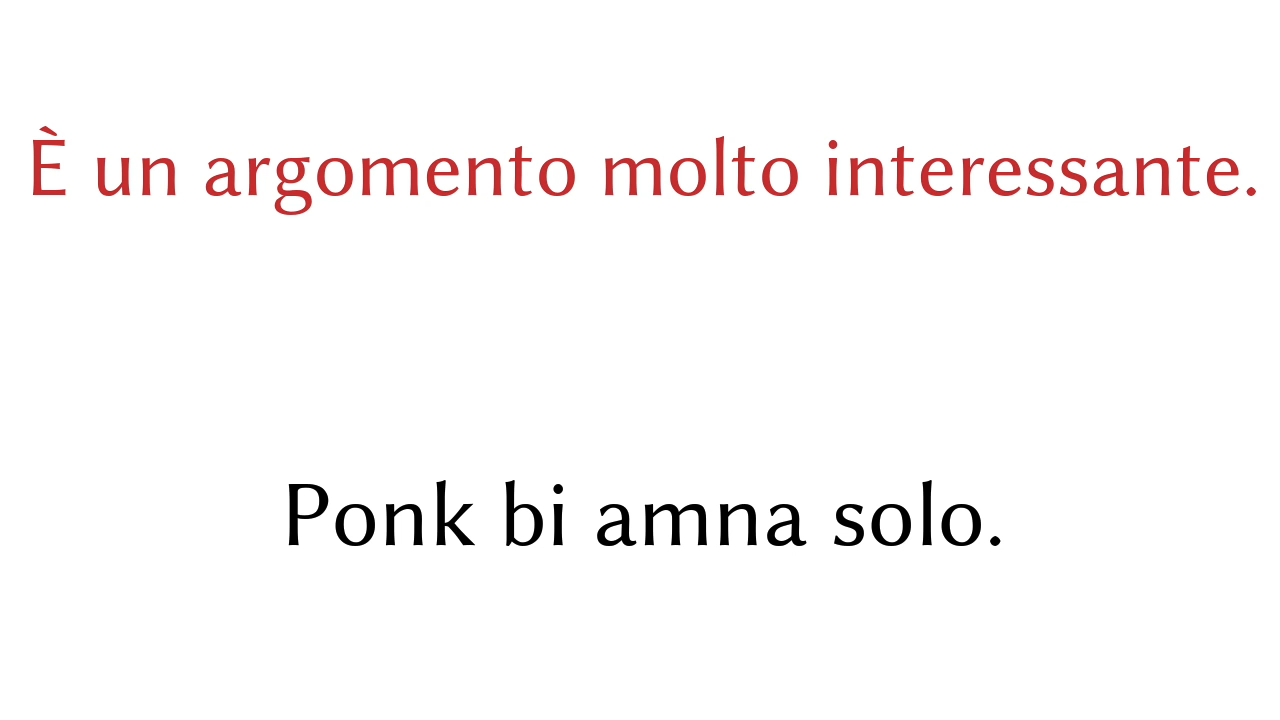 È un argomento molto interessante.
Ponk bi amna solo.